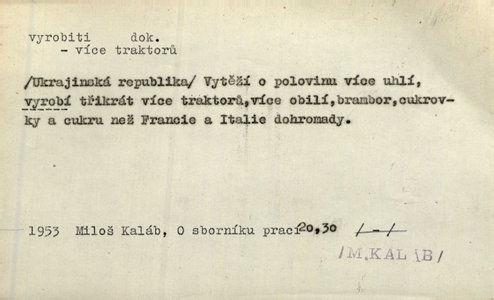 vyrobiti dok.
- více traktorů
/Ukrajinská republika/ Vytěží o polovinu více uhlí,
vyrobí třikrát více traktorů,více obilí,brambor,cukrov-
ky a cukru než Francie a Italie dohromady.
1953 Miloš Kaláb, O sborníku prací 20,30 /-/
/M.KALÁB/